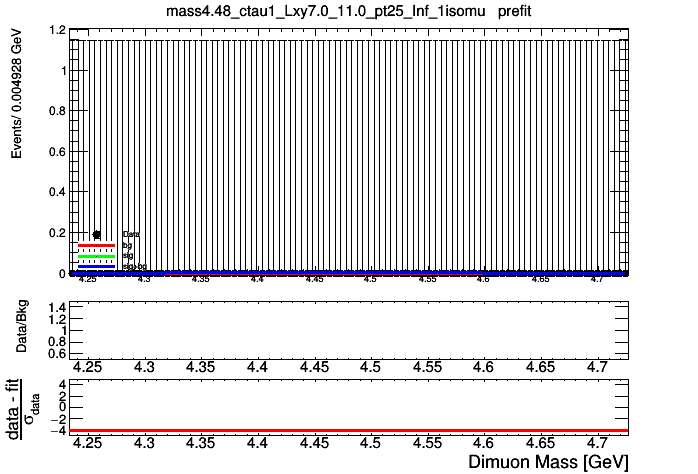 mass4.48_ctau1_Lxy7.0_11.0_pt25_Inf_1isomu prefit
Events/ 0.004928 GeV
1.2
1
0.8
0.6
0.4
0.2
0
Data
bg
sig
sig+bg
4.25 4.3 4.35 4.4 4.45 4.5 4.55 4.6 4.65 4.7
Data/Bkg
1.4
1.2
1
0.8
0.6
4.25 4.3 4.35 4.4 4.45 4.5 4.55 4.6 4.65 4.7
data - fit
σdata
4
2
0
−2
−4
4.25 4.3 4.35 4.4 4.45 4.5 4.55 4.6 4.65 4.7
Dimuon Mass [GeV]